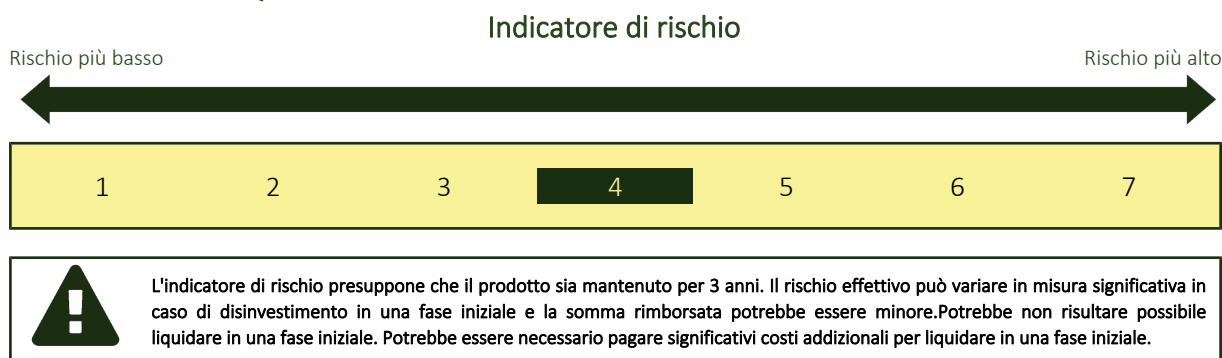 Indicatore di rischio
Rischio più basso
Rischio più alto
1 2 3 4 5 6 7
L'indicatore di rischio presuppone che il prodotto sia mantenuto per 3 anni. Il rischio effettivo può variare in misura significativa in
caso di disinvestimento in una fase iniziale e la somma rimborsata potrebbe essere minore.Potrebbe non risultare possibile
liquidare in una fase iniziale. Potrebbe essere necessario pagare significativi costi addizionali per liquidare in una fase iniziale.